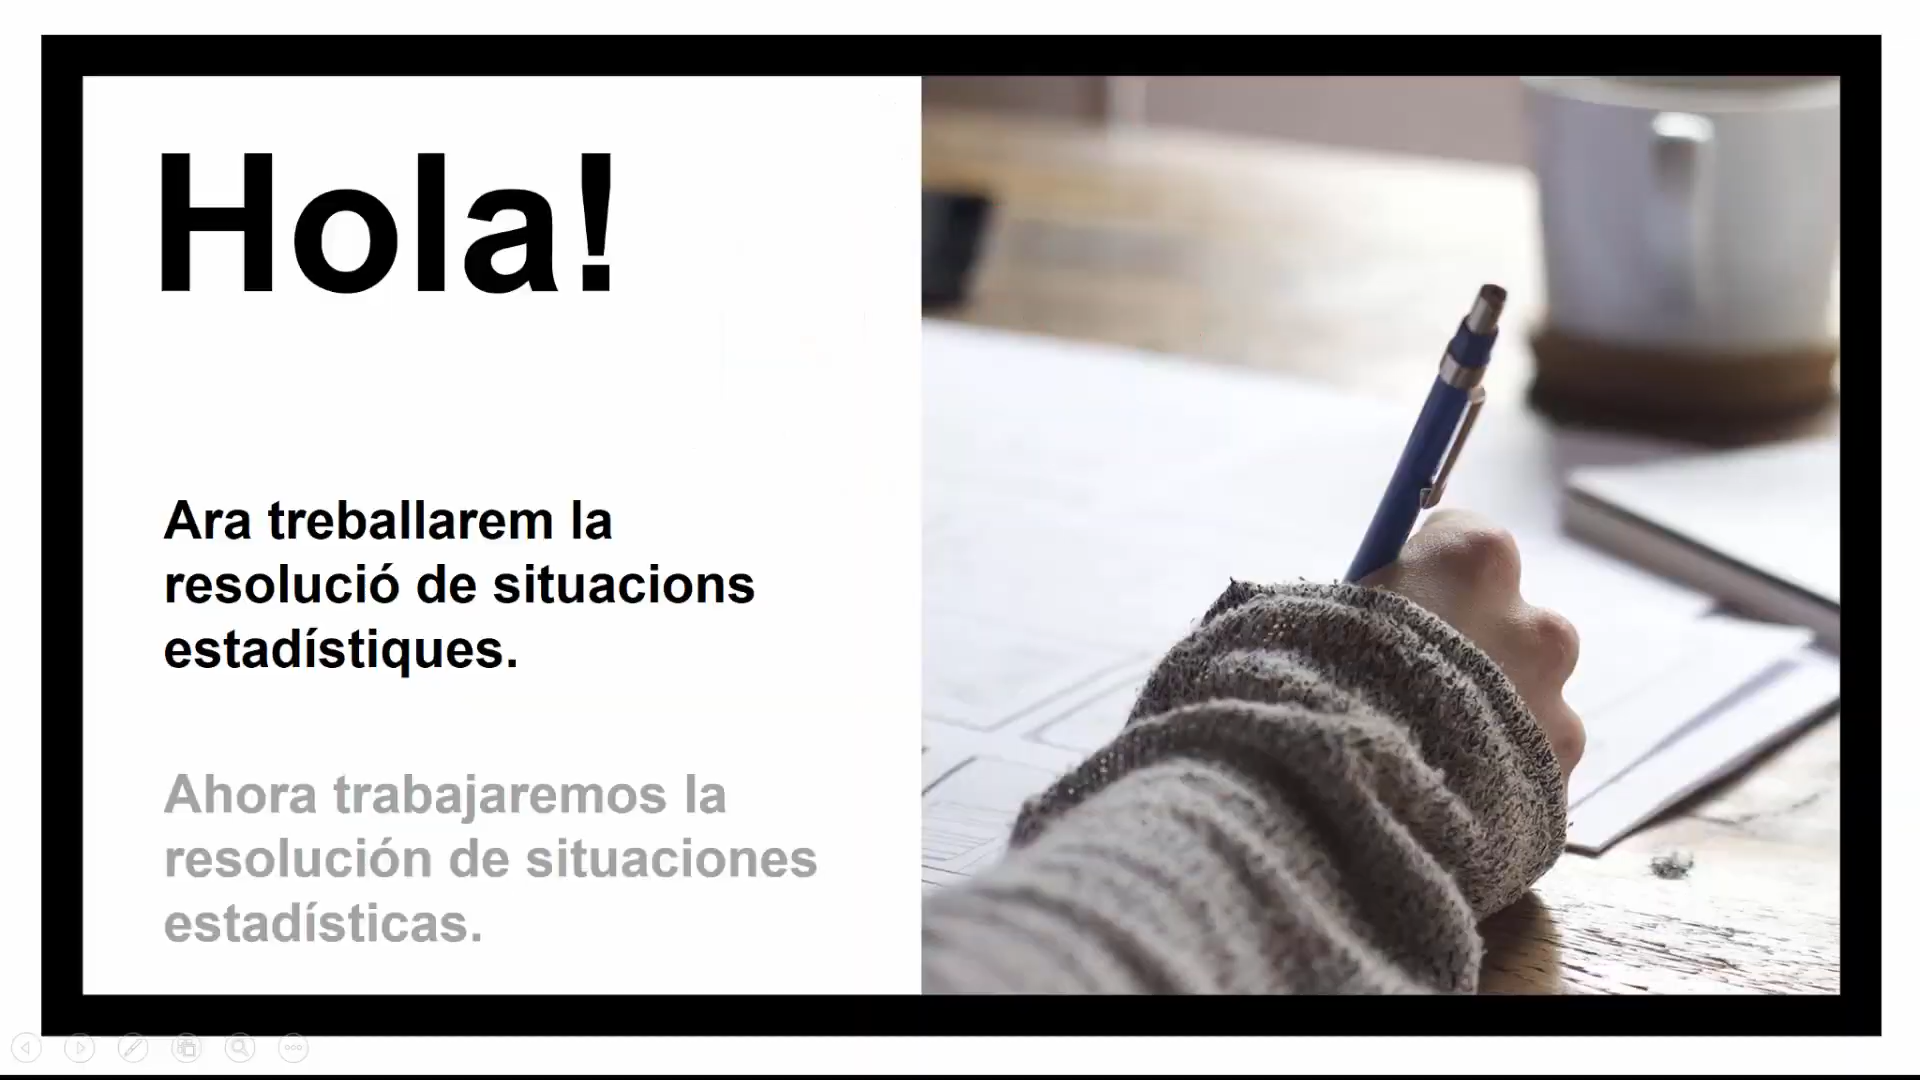 Hola!
Ara treballarem la
resolució de situacions
estadístiques.
Ahora trabajaremos la
resolución de situaciones
estadísticas.